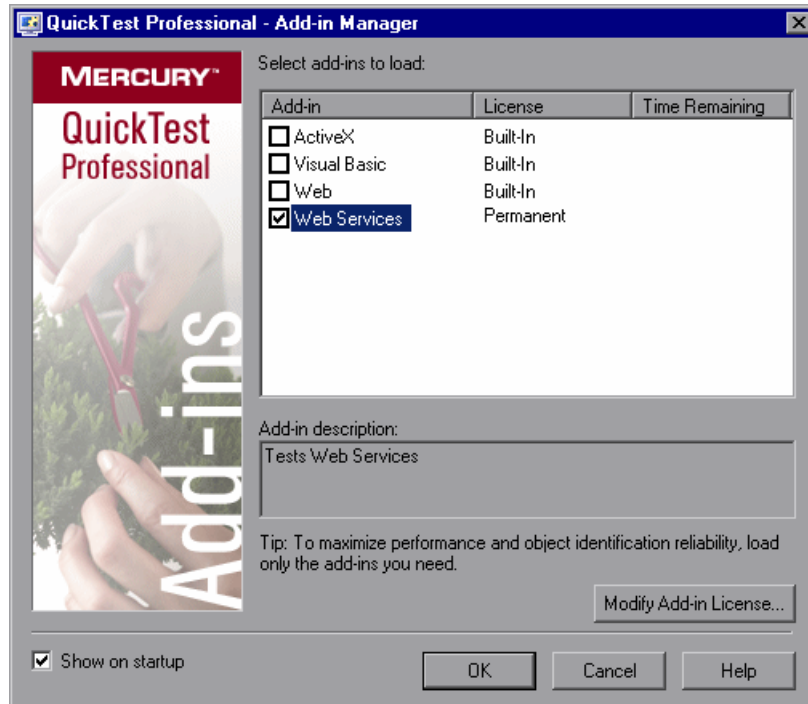 QuickTest Professional - Add-in Manager
MERCURY™
QuickTest
Professional
Add-ins
Select add-ins to load:
Add-in License Time Remaining
ActiveX Built-In
Visual Basic Built-In
Web Built-In
Web Services Permanent
Add-in description:
Tests Web Services
Tip: To maximize performance and object identification reliability, load
only the add-ins you need.
Modify Add-in License...
Show on startup
OK Cancel Help